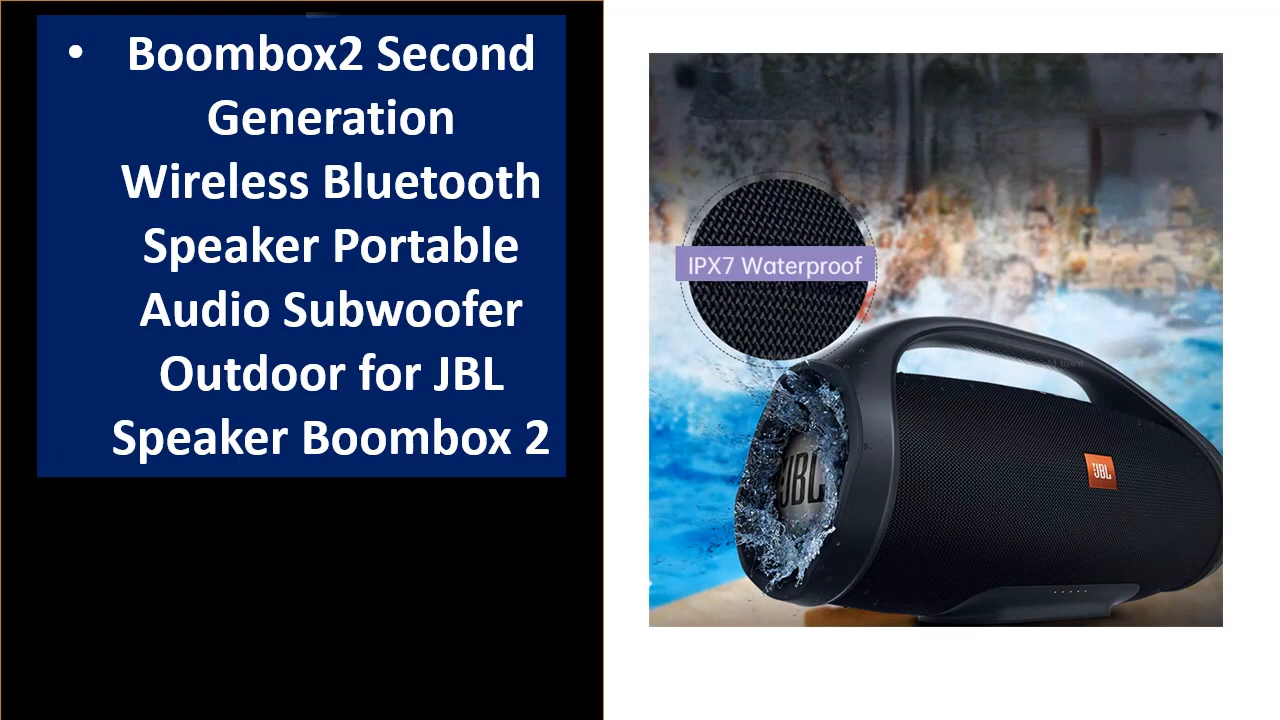 • Boombox2 Second
Generation
Wireless Bluetooth
Speaker Portable
Audio Subwoofer
Outdoor for JBL
Speaker Boombox 2
IPX7 Waterproof
JBL
JBL